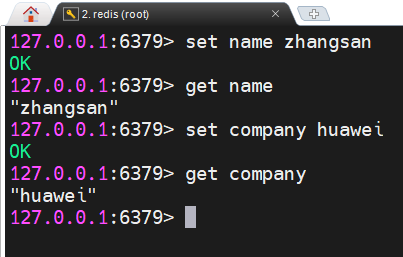 2. redis (root)
127.0.0.1:6379> set name zhangsan
OK
127.0.0.1:6379> get name
"zhangsan"
127.0.0.1:6379> set company huawei
OK
127.0.0.1:6379> get company
"huawei"
127.0.0.1:6379>